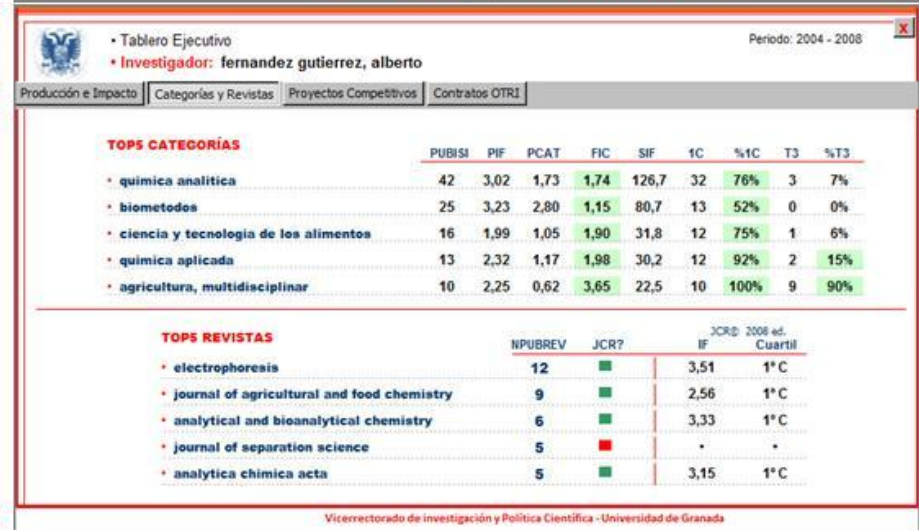 • Tablero Ejecutivo
Periodo: 2004 - 2008
X
• Investigador: fernandez gutierrez, alberto
Producción e Impacto Categorías y Revistas Proyectos Competitivos Contratos OTRI
TOP5 CATEGORÍAS PUBISI PIF PCAT FIC SIF 1C %1C T3 %T3
• quimica analitica 42 3,02 1,73 1,74 126,7 32 76% 3 7%
• biometodos 25 3,23 2,80 1,15 80,7 13 52% 0 0%
• ciencia y tecnologia de los alimentos 16 1,99 1,05 1,90 31,8 12 75% 1 6%
• quimica aplicada 13 2,32 1,17 1,98 30,2 12 92% 2 15%
• agricultura, multidisciplinar 10 2,25 0,62 3,65 22,5 10 100% 9 90%
JCR© 2008 ed.
TOP5 REVISTAS NPUBREV JCR? IF Cuartil
• electrophoresis 12 3,51 1º C
• journal of agricultural and food chemistry 9 2,56 1º C
• analytical and bioanalytical chemistry 6 3,33 1º C
• journal of separation science 5 • •
• analytica chimica acta 5 3,15 1º C
Vicerrectorado de investigación y Política Científica - Universidad de Granada